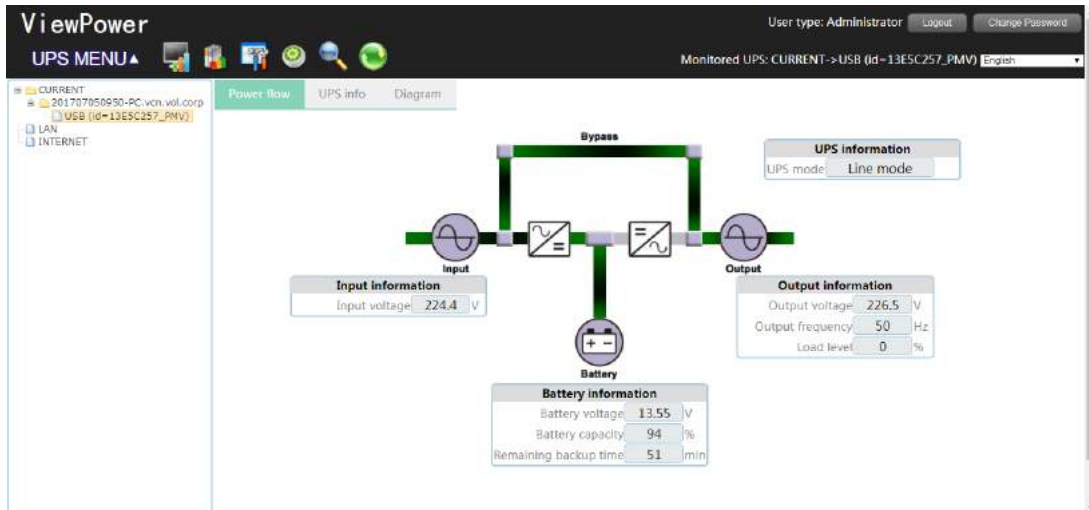 ViewPower
User type: Administrator Logout Change Password
UPS MENU▲
Monitored UPS: CURRENT->USB (id=13E5C257_PMV) English
CURRENT
201707050950-PC.vcn.vol.corp
USB (id=13E5C257_PMV)
LAN
INTERNET
Power flow UPS info Diagram
Bypass
UPS information
UPS mode Line mode
Input
Output
Input information
Input voltage 224.4 V
Output information
Output voltage 226.5 V
Output frequency 50 Hz
Load level 0 %
Battery
Battery information
Battery voltage 13.55 V
Battery capacity 94 %
Remaining backup time 51 min